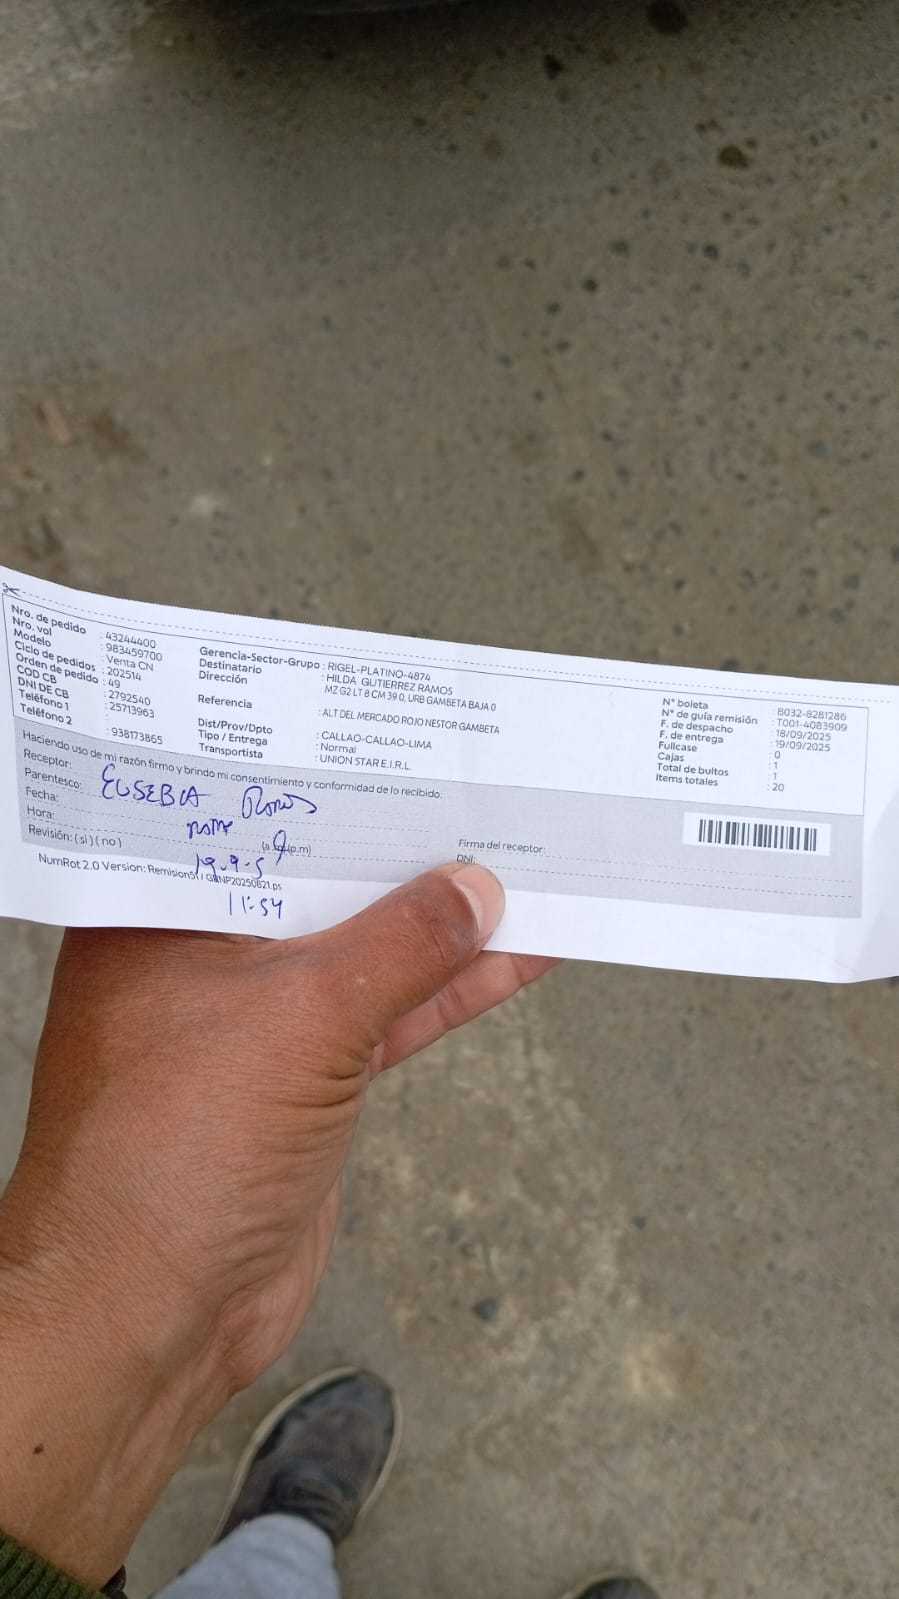 Nro. de pedido : 43244400
Nro. vol : 983459700
Modelo : Venta CN
Ciclo de pedidos : 202514
Orden de pedido : 49
COD CB : 2792540
DNI DE CB : 25713963
Teléfono 1 :
Teléfono 2 : 938173865
Gerencia-Sector-Grupo : RIGEL-PLATINO-4874
Destinatario : HILDA GUTIERREZ RAMOS
Dirección : MZ G2 LT 8 CM 39 0, URB GAMBETA BAJA 0
Referencia : ALT DEL MERCADO ROJO NESTOR GAMBETA
Dist/Prov/Dpto : CALLAO-CALLAO-LIMA
Tipo / Entrega : Normal
Transportista : UNION STAR E.I.R.L.
N° boleta : B032-8281286
N° de guía remisión : T001-4083909
F. de despacho : 18/09/2025
F. de entrega : 19/09/2025
Fullcase : 0
Cajas : 1
Total de bultos : 1
Items totales : 20
Haciendo uso de mi razón firmo y brindo mi consentimiento y conformidad de lo recibido.
Receptor: EUSEBIA
Parentesco:
Fecha: 19-9-5
Hora: 11:54 (a.m) (p.m)
Revisión: ( si ) ( no )
Firma del receptor:
DNI:
NumRot 2.0 Version: Remision5